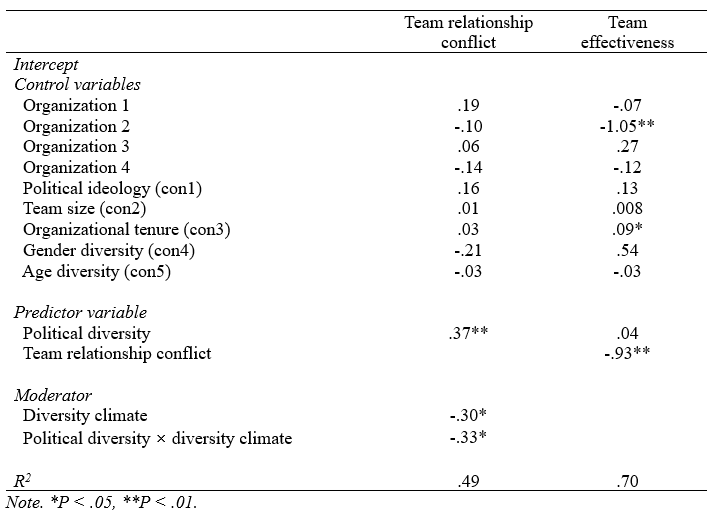 Team relationship conflict Team effectiveness
Intercept
Control variables
Organization 1 .19 -.07
Organization 2 -.10 -1.05**
Organization 3 .06 .27
Organization 4 -.14 -.12
Political ideology (con1) .16 .13
Team size (con2) .01 .008
Organizational tenure (con3) .03 .09*
Gender diversity (con4) -.21 .54
Age diversity (con5) -.03 -.03
Predictor variable
Political diversity .37** .04
Team relationship conflict -.93**
Moderator
Diversity climate -.30*
Political diversity × diversity climate -.33*
R² .49 .70
Note. *P < .05, **P < .01.